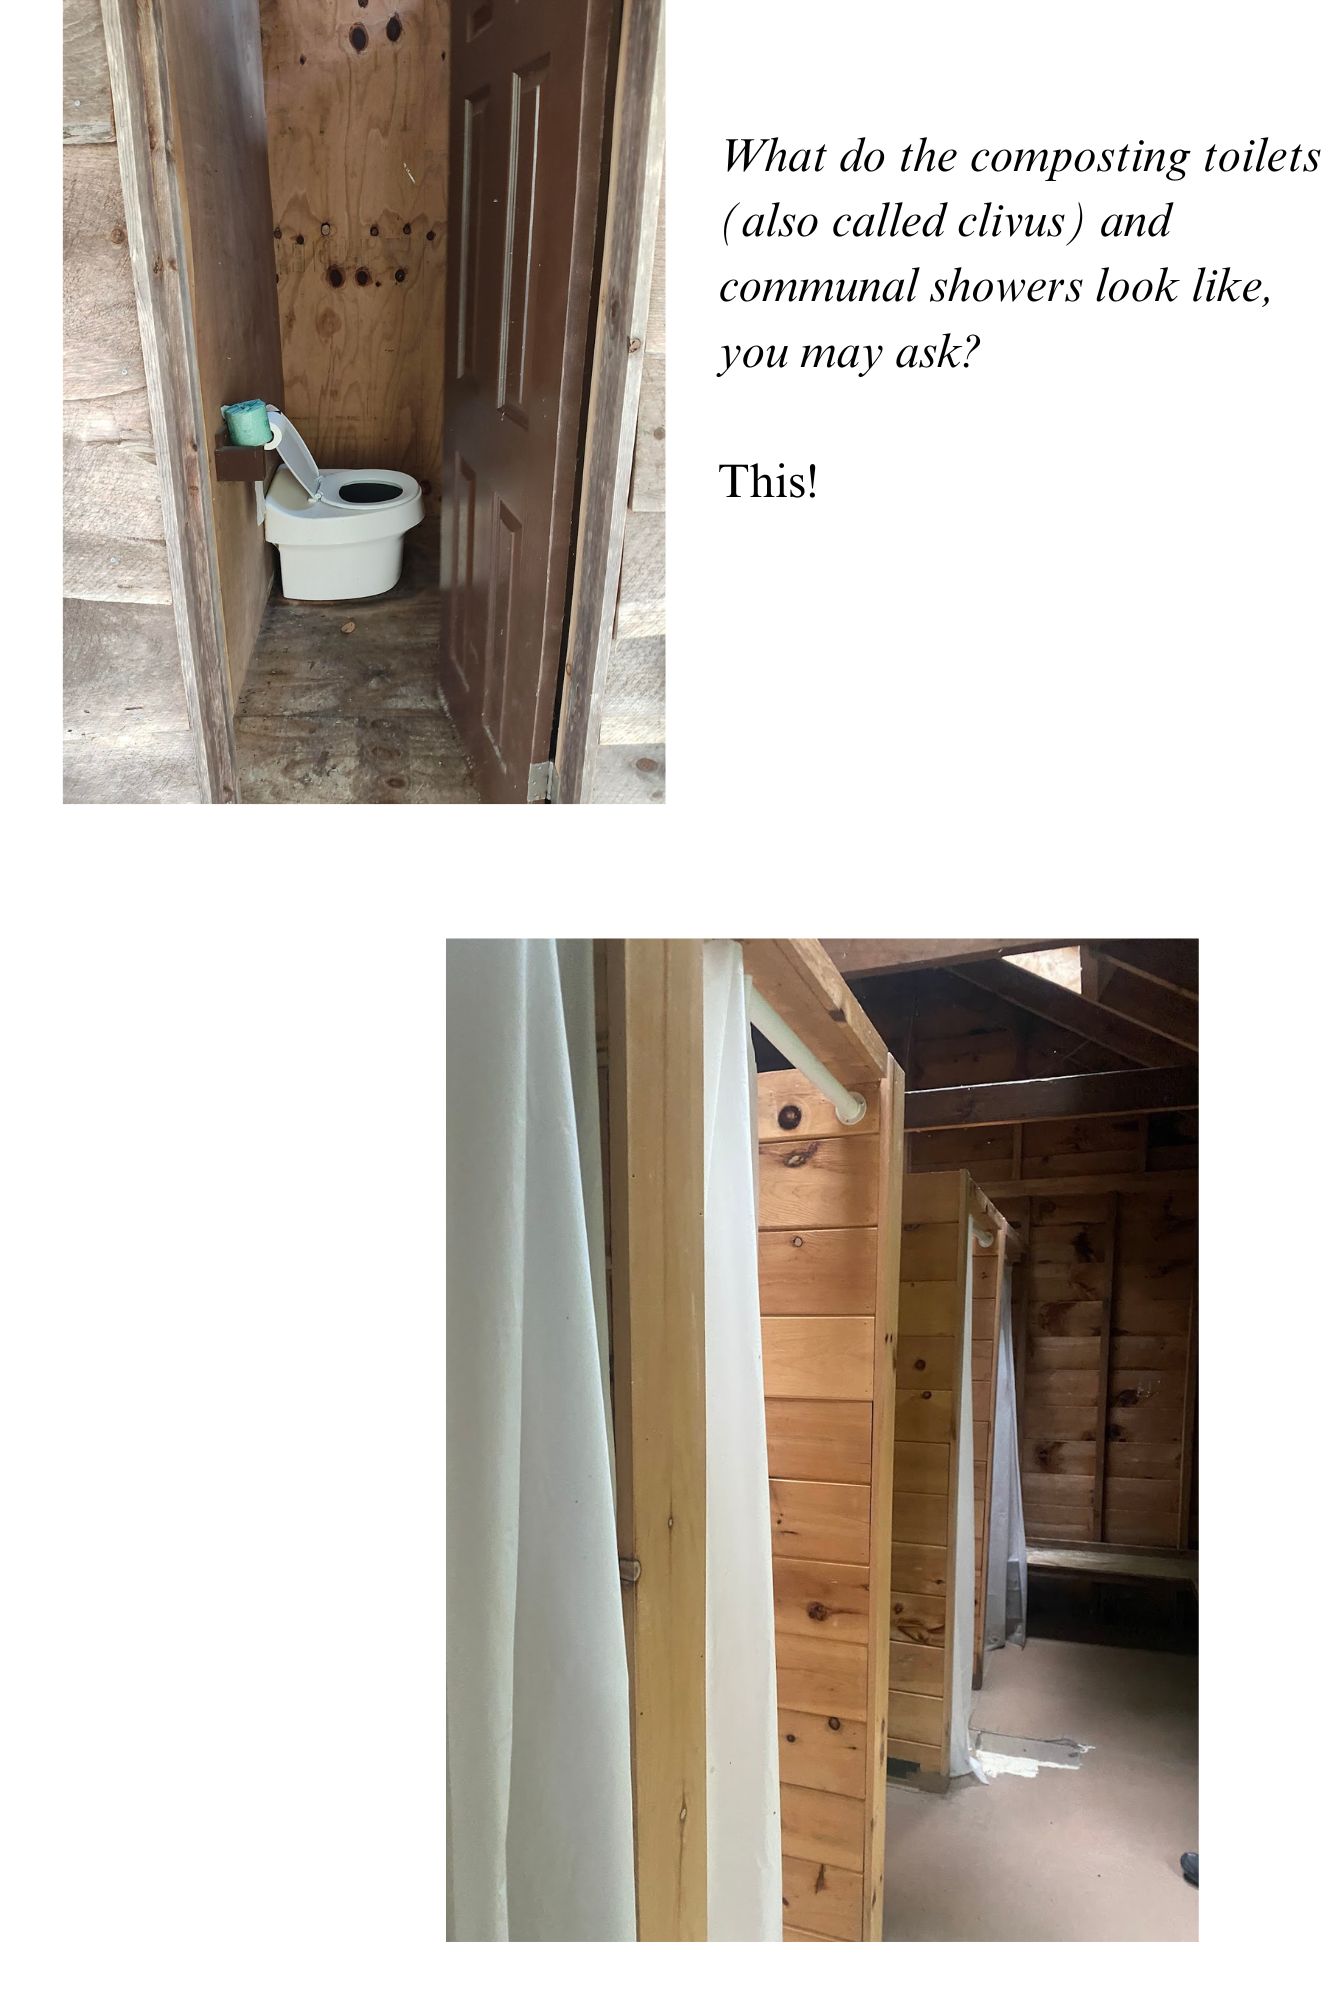 What do the composting toilets
(also called clivus) and
communal showers look like,
you may ask?
This!